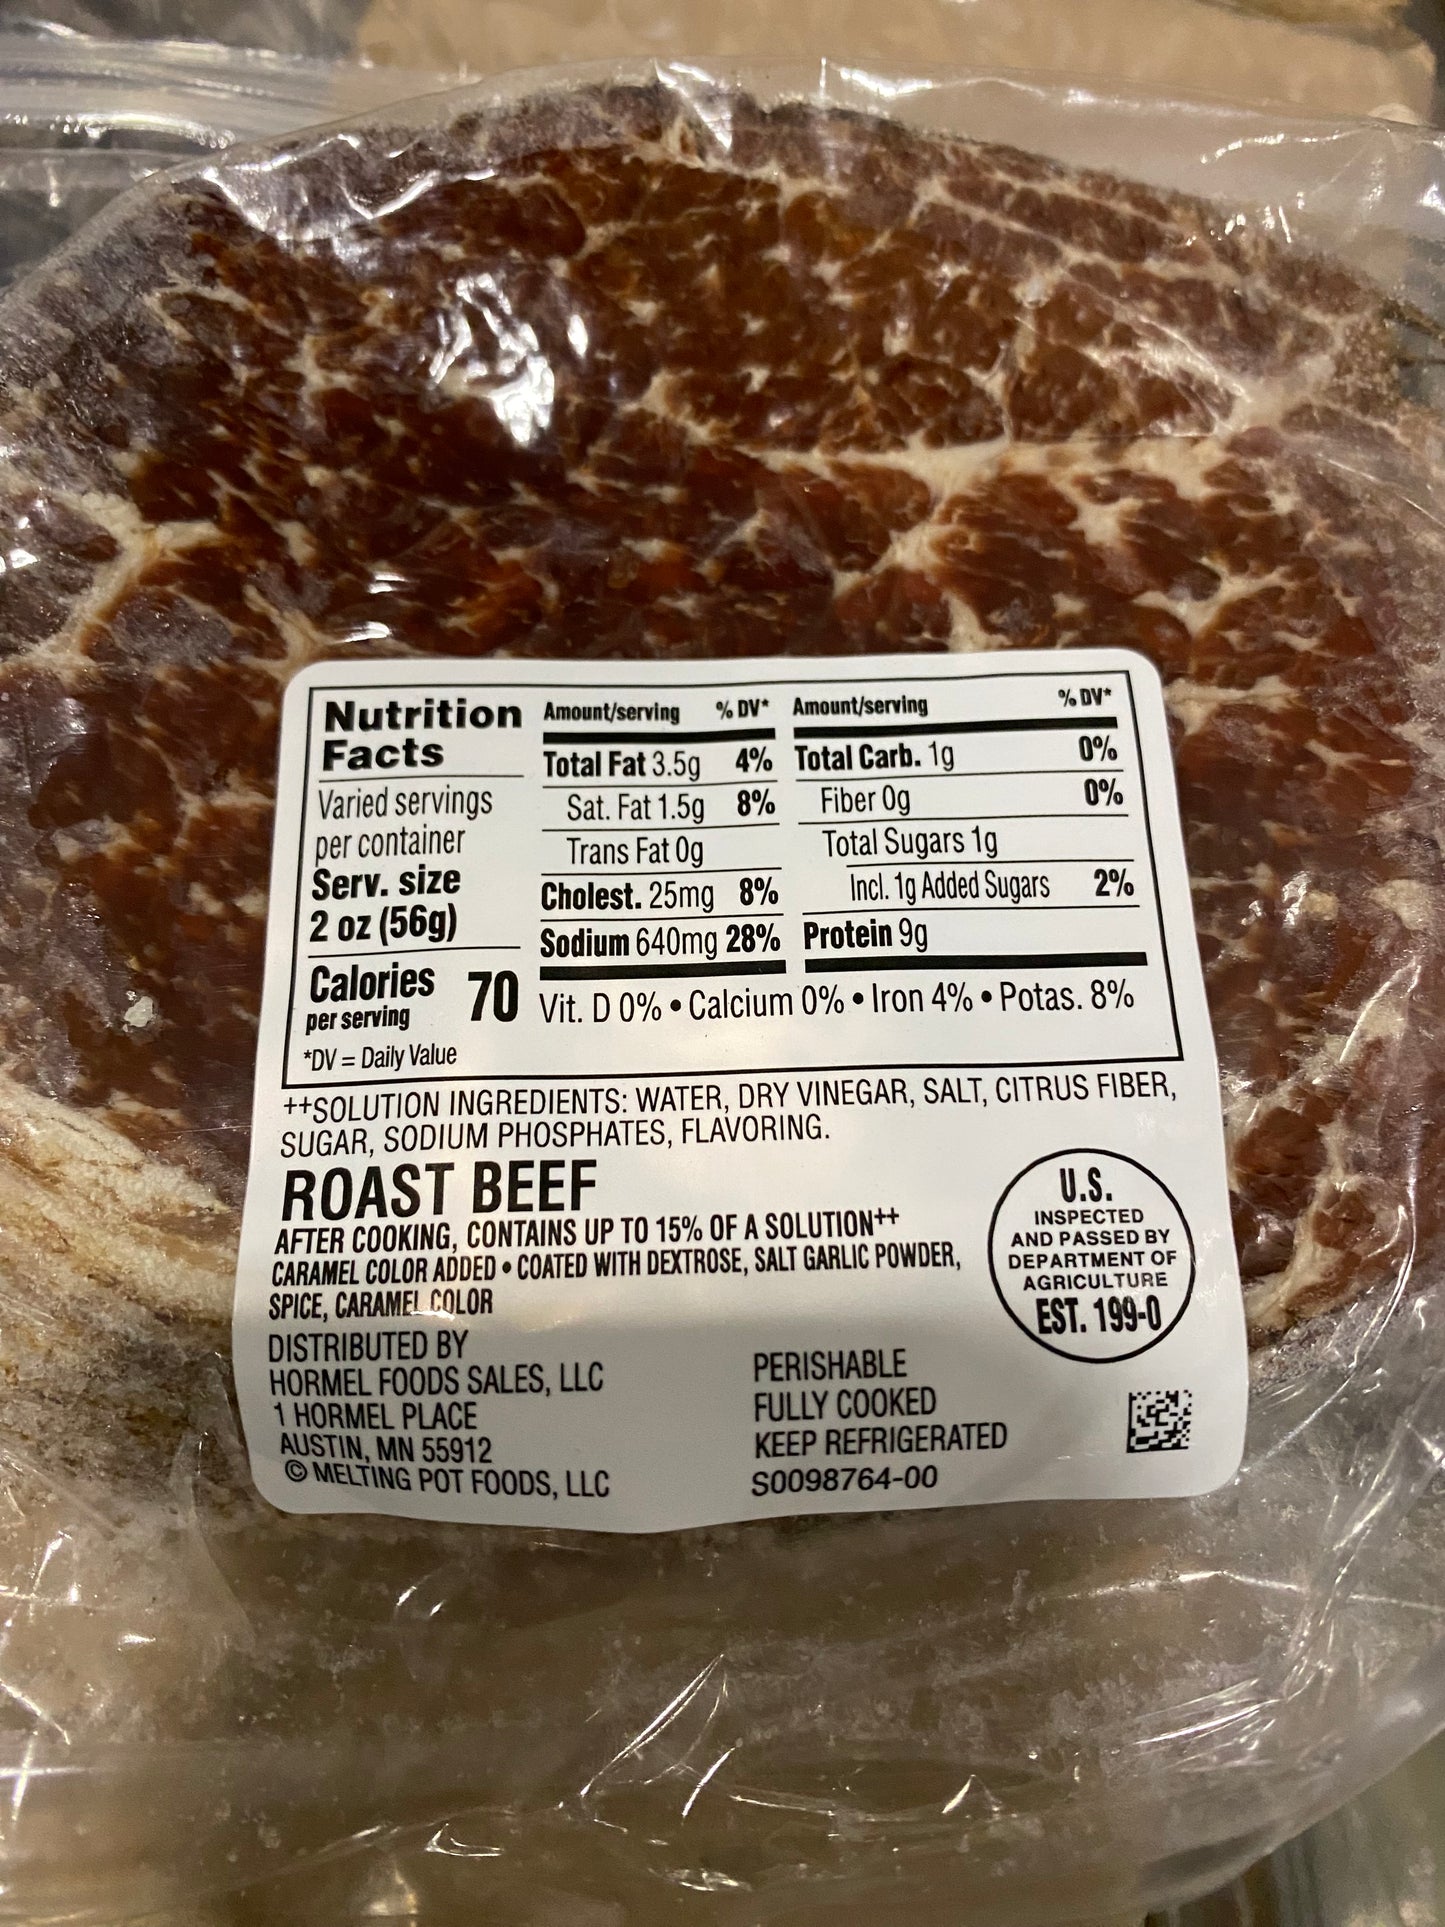 Nutrition
Facts
Varied servings
per container
Serv. size
2 oz (56g)
Calories 70
per serving
*DV = Daily Value
Amount/serving % DV*
Total Fat 3.5g 4%
Sat. Fat 1.5g 8%
Trans Fat 0g
Cholest. 25mg 8%
Sodium 640mg 28%
Amount/serving % DV*
Total Carb. 1g 0%
Fiber 0g 0%
Total Sugars 1g
Incl. 1g Added Sugars 2%
Protein 9g
Vit. D 0% • Calcium 0% • Iron 4% • Potas. 8%
++SOLUTION INGREDIENTS: WATER, DRY VINEGAR, SALT, CITRUS FIBER,
SUGAR, SODIUM PHOSPHATES, FLAVORING.
ROAST BEEF
AFTER COOKING, CONTAINS UP TO 15% OF A SOLUTION++
CARAMEL COLOR ADDED • COATED WITH DEXTROSE, SALT GARLIC POWDER,
SPICE, CARAMEL COLOR
U.S.
INSPECTED
AND PASSED BY
DEPARTMENT OF
AGRICULTURE
EST. 199-0
DISTRIBUTED BY
HORMEL FOODS SALES, LLC
1 HORMEL PLACE
AUSTIN, MN 55912
© MELTING POT FOODS, LLC
PERISHABLE
FULLY COOKED
KEEP REFRIGERATED
S0098764-00